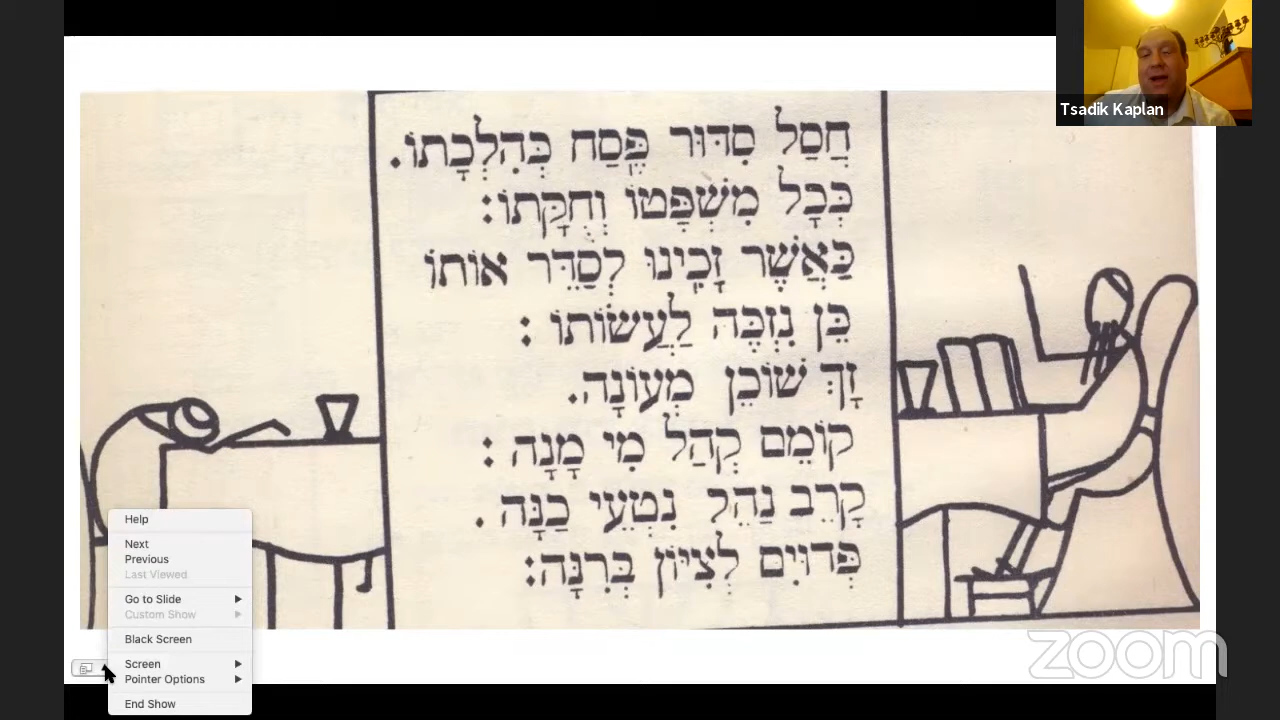 Tsadik Kaplan
חֲסַל סִדּוּר פֶּסַח כְּהִלְכָתוֹ.
כְּכָל מִשְׁפָּטוֹ וְחֻקָּתוֹ:
כַּאֲשֶׁר זָכִינוּ לְסַדֵּר אוֹתוֹ
כֵּן נִזְכֶּה לַעֲשׂוֹתוֹ :
זָךְ שׁוֹכֵן מְעוֹנָה.
קוֹמֵם קְהַל מִי מָנָה :
קָרֵב נַהֵל נִטְעֵי כַנָּה .
פְּדוּיִם לְצִיּוֹן בְּרִנָּה:
Help
Next
Previous
Last Viewed
Go to Slide
Custom Show
Black Screen
Screen
Pointer Options
End Show
zoom